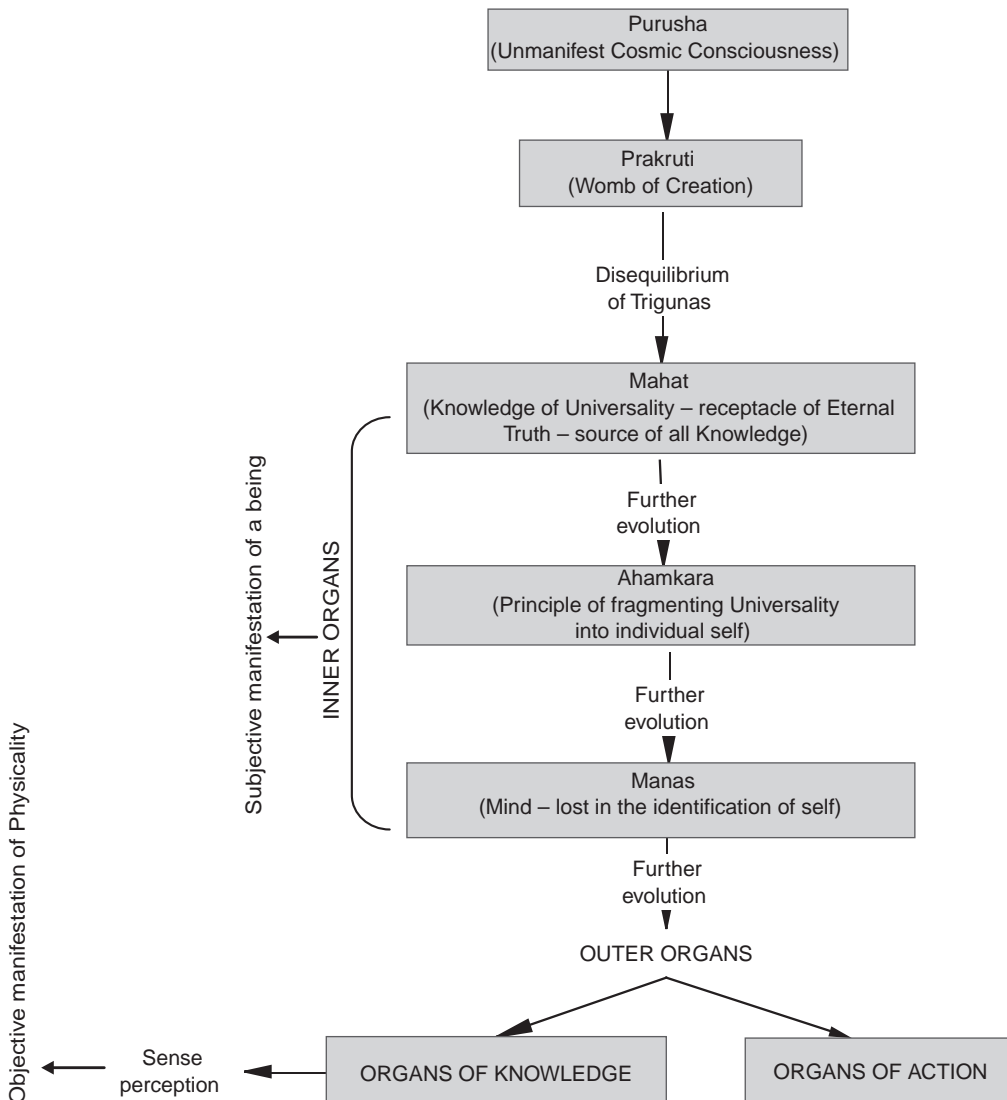 Purusha
(Unmanifest Cosmic Consciousness)
Prakruti
(Womb of Creation)
Disequilibrium
of Trigunas
Mahat
(Knowledge of Universality – receptacle of Eternal
Truth – source of all Knowledge)
Further
evolution
Ahamkara
(Principle of fragmenting Universality
into individual self)
Further
evolution
Manas
(Mind – lost in the identification of self)
INNER ORGANS
Subjective manifestation of a being
Further
evolution
OUTER ORGANS
ORGANS OF KNOWLEDGE
ORGANS OF ACTION
Sense
perception
Objective manifestation of Physicality